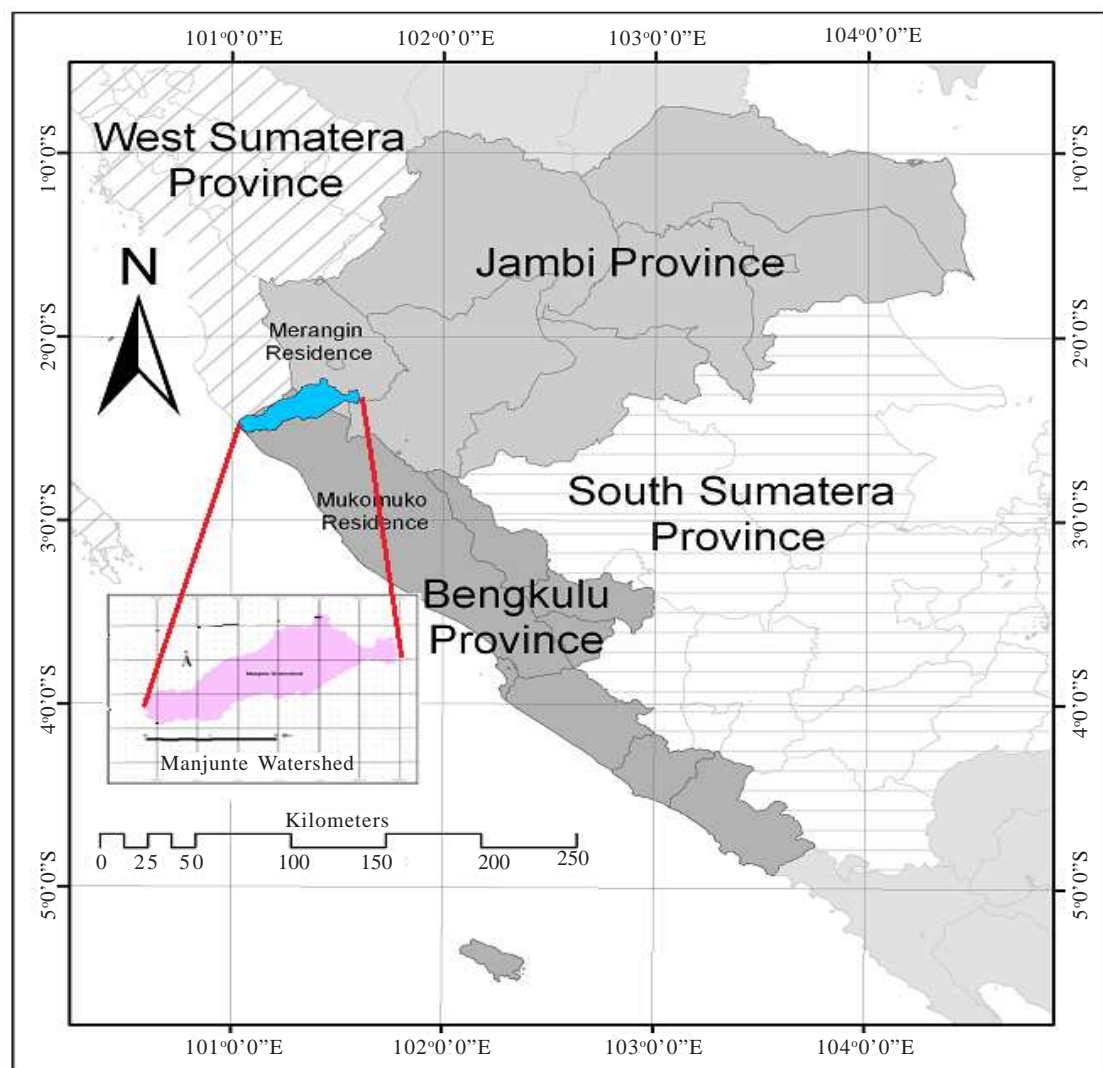 101°0'0"E 102°0'0"E 103°0'0"E 104°0'0"E
1°0'0"S
1°0'0"S
West Sumatera
Province
N
Jambi Province
2°0'0"S
2°0'0"S
Merangin
Residence
3°0'0"S
3°0'0"S
Mukomuko
Residence
South Sumatera
Province
Bengkulu
Province
4°0'0"S
4°0'0"S
Manjunte Watershed
Kilometers
0 25 50 100 150 200 250
5°0'0"S
5°0'0"S
101°0'0"E 102°0'0"E 103°0'0"E 104°0'0"E